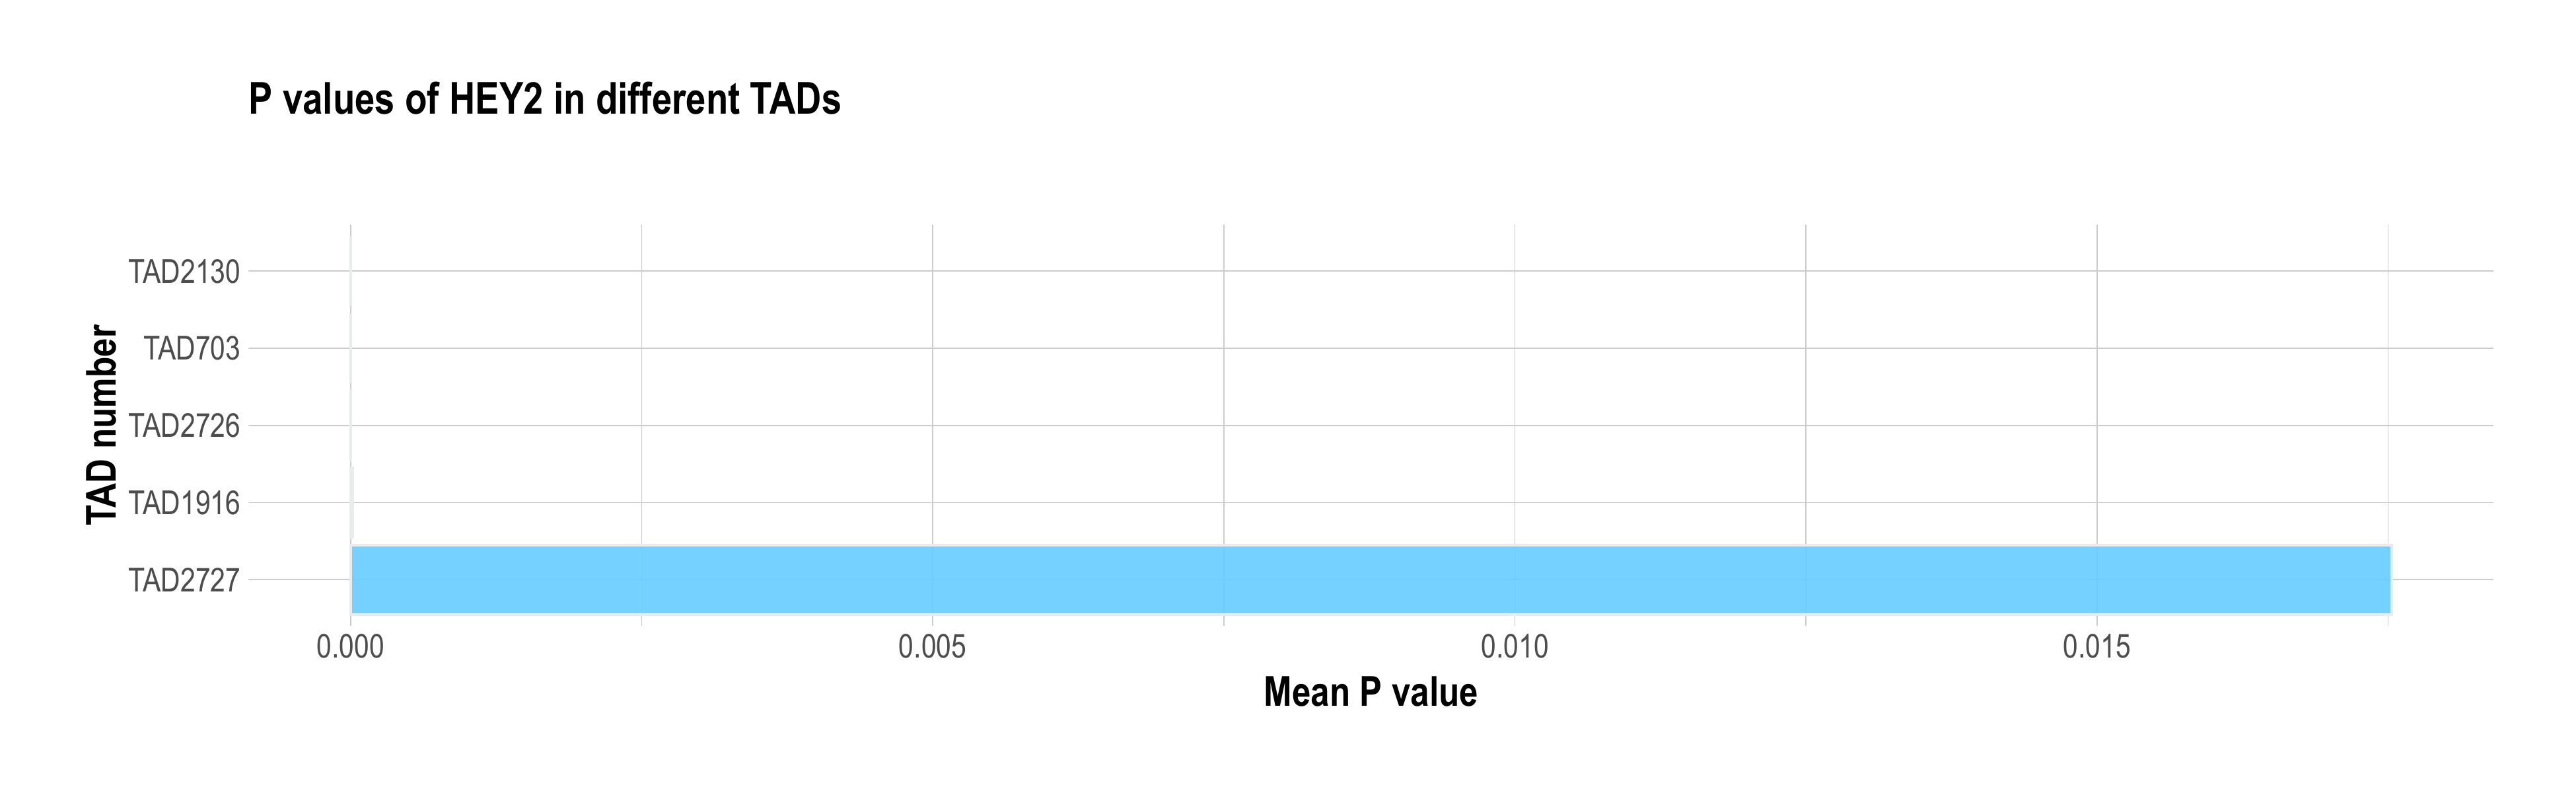 P values of HEY2 in different TADs
TAD number
TAD2130
TAD703
TAD2726
TAD1916
TAD2727
0.000 0.005 0.010 0.015
Mean P value